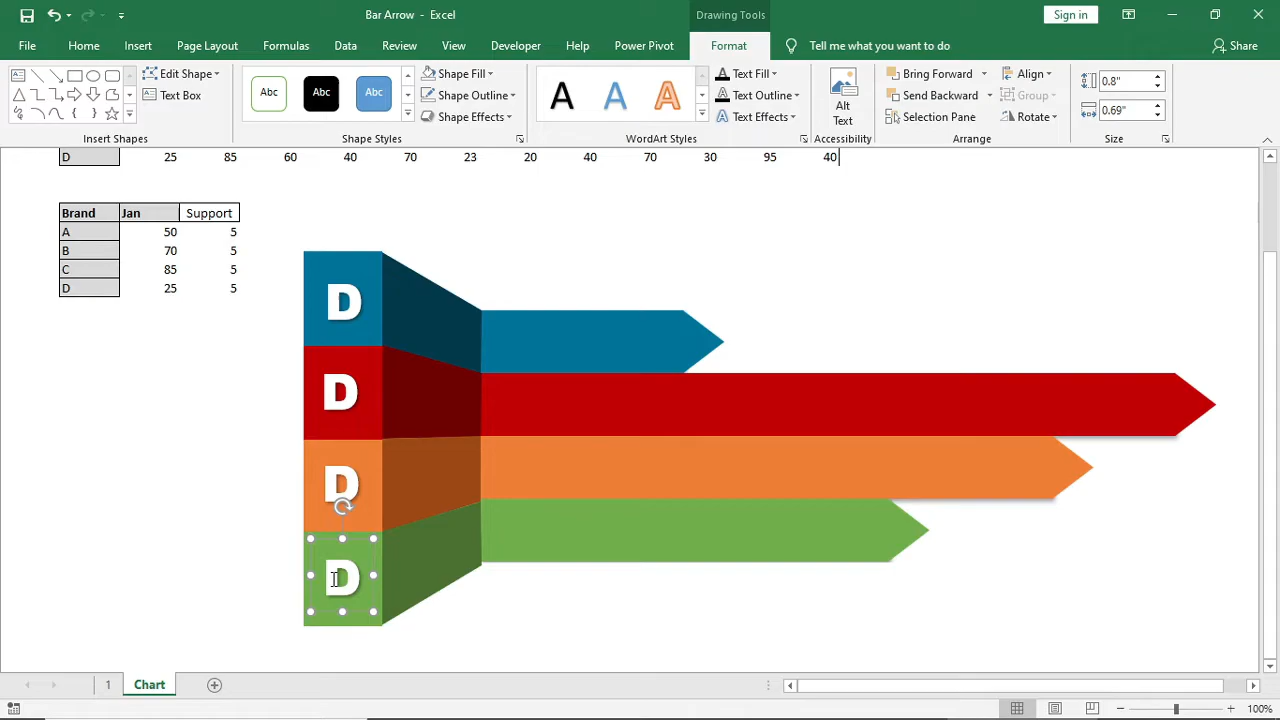 Bar Arrow - Excel
Drawing Tools
Sign in
ile
Home
Insert
Page Layout
Formulas
Data
Review
View
Developer
Help
Power Pivot
Format
Tell me what you want to do
Share
Edit Shape
Text Box
Abc
Abc
Abc
Shape Fill
Shape Outline
Shape Effects
A
A
A
Text Fill
Text Outline
Text Effects
Alt
Text
Bring Forward
Send Backward
Selection Pane
Align
Group
Rotate
0.8"
0.69"
Insert Shapes
Shape Styles
WordArt Styles
Accessibility
Arrange
Size
D 25 85 60 40 70 23 20 40 70 30 95 40
Brand Jan Support
A 50 5
B 70 5
C 85 5
D 25 5
D
D
D
D
1
Chart
100%